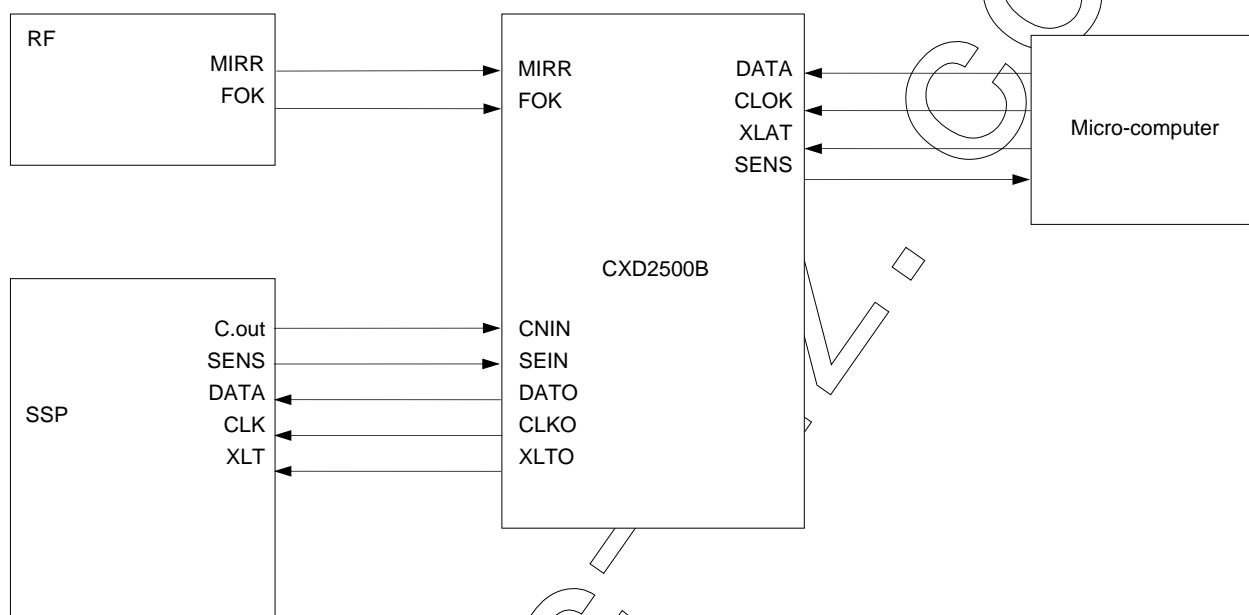 RF
MIRR
FOK
MIRR
FOK
DATA
CLOK
XLAT
SENS
Micro-computer
CXD2500B
SSP
C.out
SENS
DATA
CLK
XLT
CNIN
SEIN
DATO
CLKO
XLTO